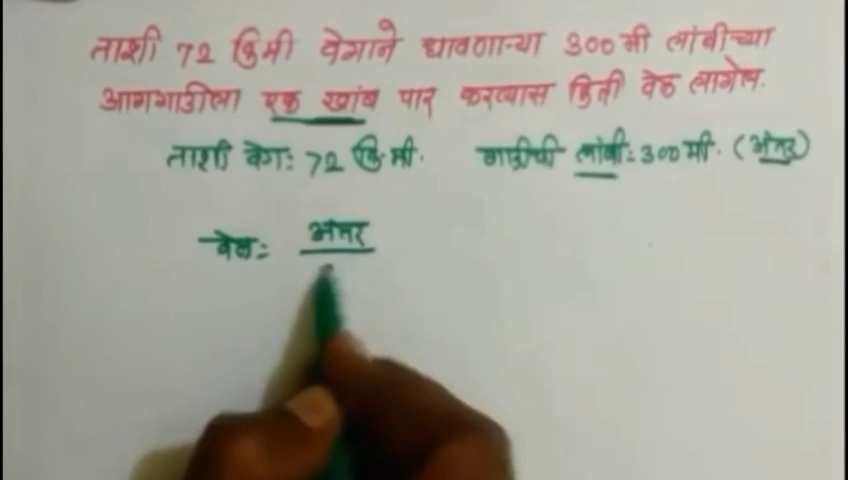 ताशी 72 कि मी वेगाने धावणाऱ्या 300 मी लांबीच्या
आगगाडीला एक खांब पार करण्यास किती वेळ लागेल.
ताशी वेग: 72 कि.मी. गाडीची लांबी: 300 मी. (अंतर)
वेळ = अंतर